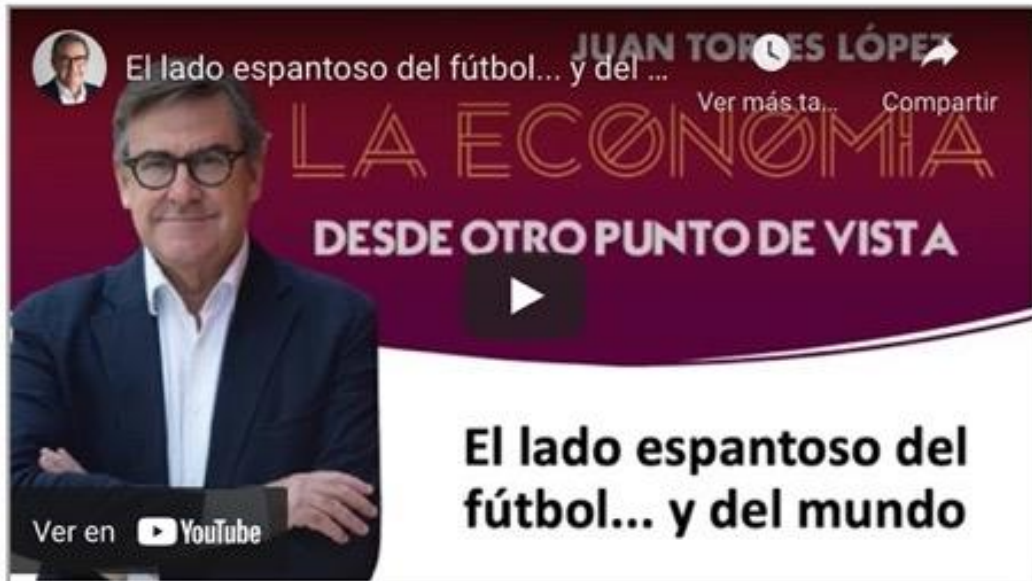 JUAN TORRES LÓPEZ
El lado espantoso del fútbol... y del ...
Ver más ta...
Compartir
LA ECONOMÍA
DESDE OTRO PUNTO DE VISTA
El lado espantoso del
fútbol... y del mundo
Ver en YouTube